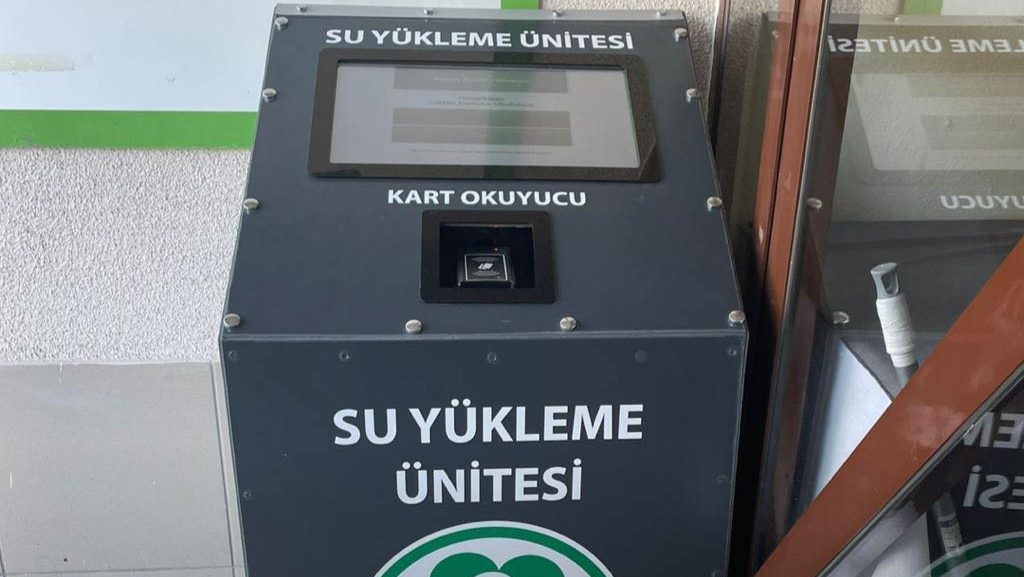 SU YÜKLEME ÜNİTESİ
KART OKUYUCU
SU YÜKLEME
ÜNİTESİ